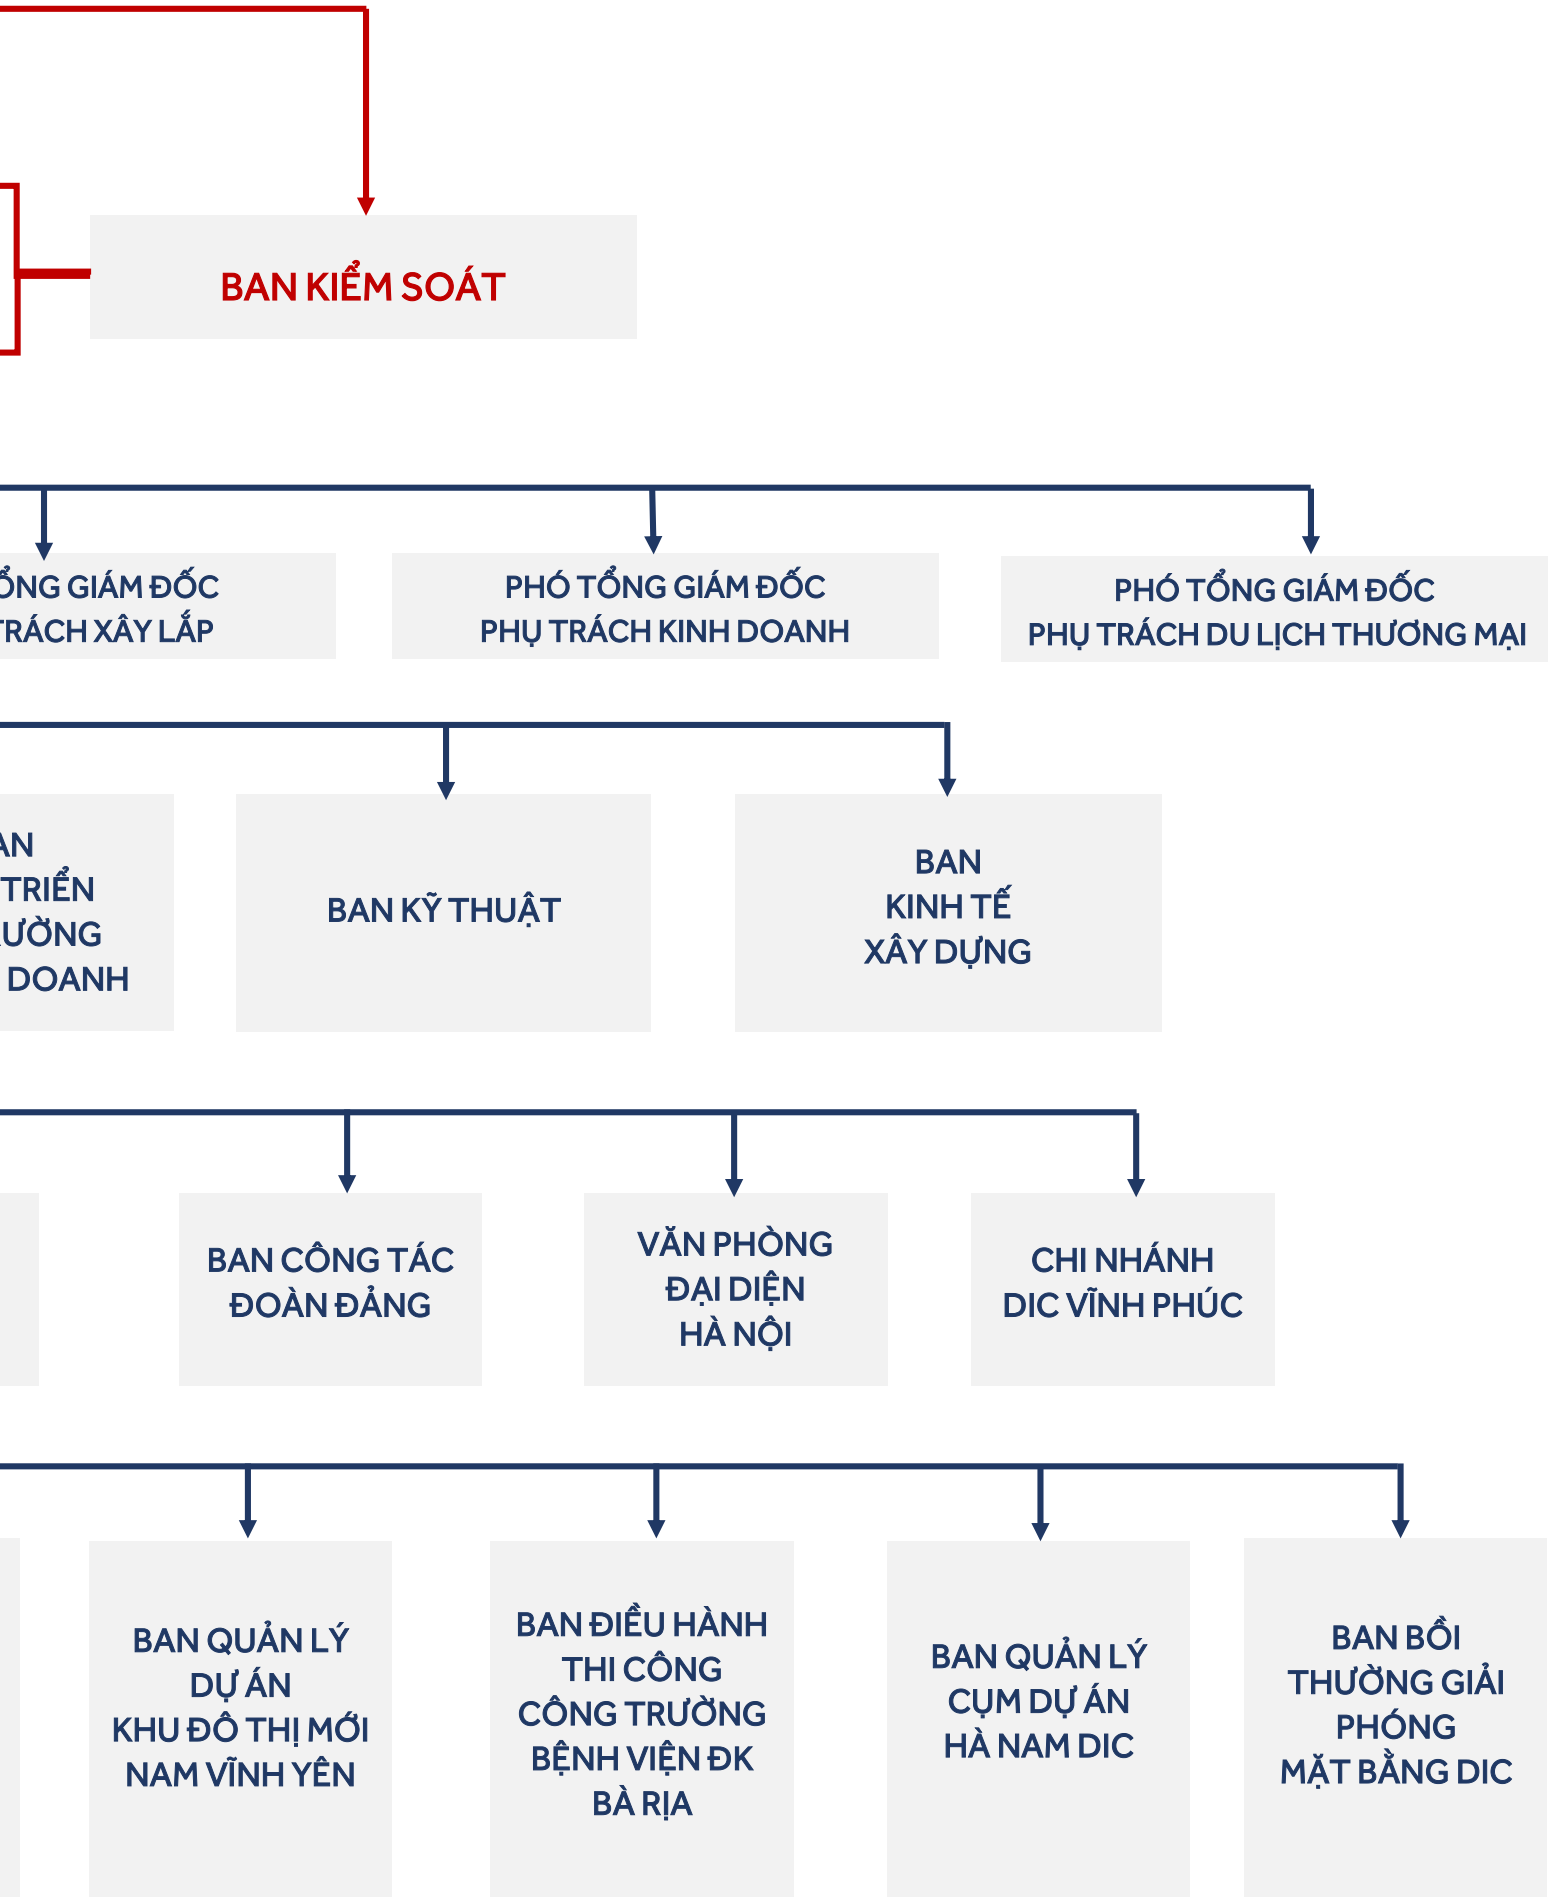 BAN KIỂM SOÁT
TỔNG GIÁM ĐỐC
TRÁCH XÂY LẮP
PHÓ TỔNG GIÁM ĐỐC
PHỤ TRÁCH KINH DOANH
PHÓ TỔNG GIÁM ĐỐC
PHỤ TRÁCH DU LỊCH THƯƠNG MẠI
AN
TRIỂN
RƯỜNG
DOANH
BAN KỸ THUẬT
BAN
KINH TẾ
XÂY DỰNG
BAN CÔNG TÁC
ĐOÀN ĐẢNG
VĂN PHÒNG
ĐẠI DIỆN
HÀ NỘI
CHI NHÁNH
DIC VĨNH PHÚC
BAN QUẢN LÝ
DỰ ÁN
KHU ĐÔ THỊ MỚI
NAM VĨNH YÊN
BAN ĐIỀU HÀNH
THI CÔNG
CÔNG TRƯỜNG
BỆNH VIỆN ĐK
BÀ RỊA
BAN QUẢN LÝ
CỤM DỰ ÁN
HÀ NAM DIC
BAN BỒI
THƯỜNG GIẢI
PHÓNG
MẶT BẰNG DIC